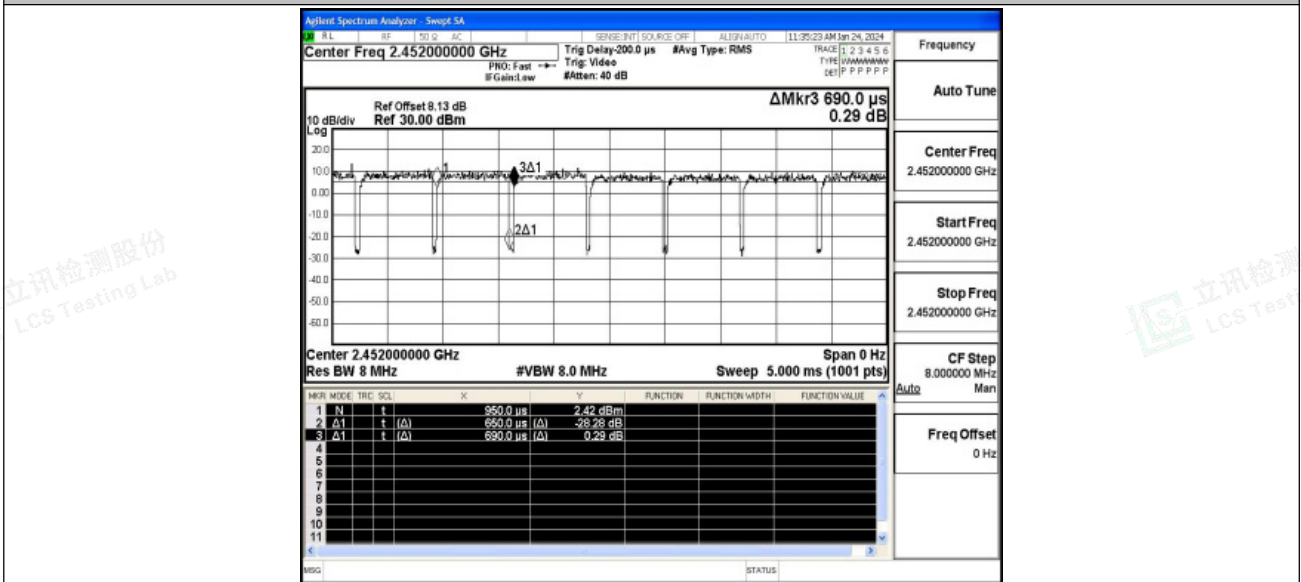 Agilent Spectrum Analyzer - Swept SA
RL RF 50 Ω AC SENSE:INT SOURCE OFF ALIGN AUTO 11:35:23 AM Jan 24, 2024
Center Freq 2.452000000 GHz
PNO: Fast
IFGain:Low
Trig Delay-200.0 µs
Trig: Video
#Atten: 40 dB
#Avg Type: RMS
TRACE 1 2 3 4 5 6
TYPE
DET P P P P P P
Frequency
Auto Tune
ΔMkr3 690.0 µs
0.29 dB
Ref Offset 8.13 dB
10 dB/div Ref 30.00 dBm
Log
20.0
10.0
0.00
-10.0
-20.0
-30.0
-40.0
-50.0
-60.0
1
3Δ1
2Δ1
Center Freq
2.452000000 GHz
Start Freq
2.452000000 GHz
Stop Freq
2.452000000 GHz
CF Step
8.000000 MHz
Auto Man
Freq Offset
0 Hz
Center 2.452000000 GHz Span 0 Hz
Res BW 8 MHz #VBW 8.0 MHz Sweep 5.000 ms (1001 pts)
MKR MODE TRC SCL X Y FUNCTION FUNCTION WIDTH FUNCTION VALUE
1 N t 950.0 µs 2.42 dBm
2 Δ1 t (Δ) 650.0 µs (Δ) -28.28 dB
3 Δ1 t (Δ) 690.0 µs (Δ) 0.29 dB
4
5
6
7
8
9
10
11
MSG STATUS
立讯检测股份
LCS Testing Lab
立讯检测
LCS Testi